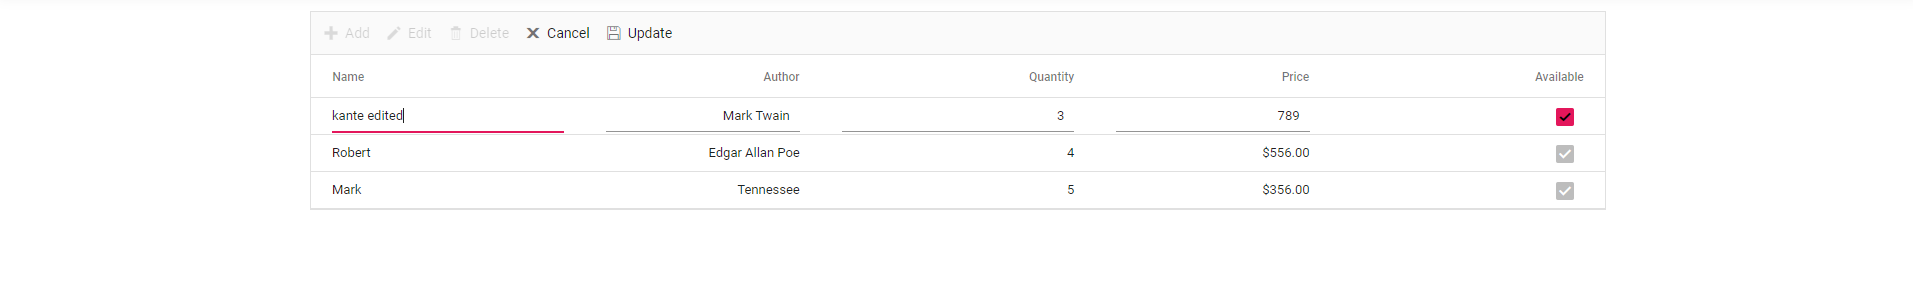 Add Edit Delete Cancel Update
Name Author Quantity Price Available
kante edited Mark Twain 3 789
Robert Edgar Allan Poe 4 $556.00
Mark Tennessee 5 $356.00